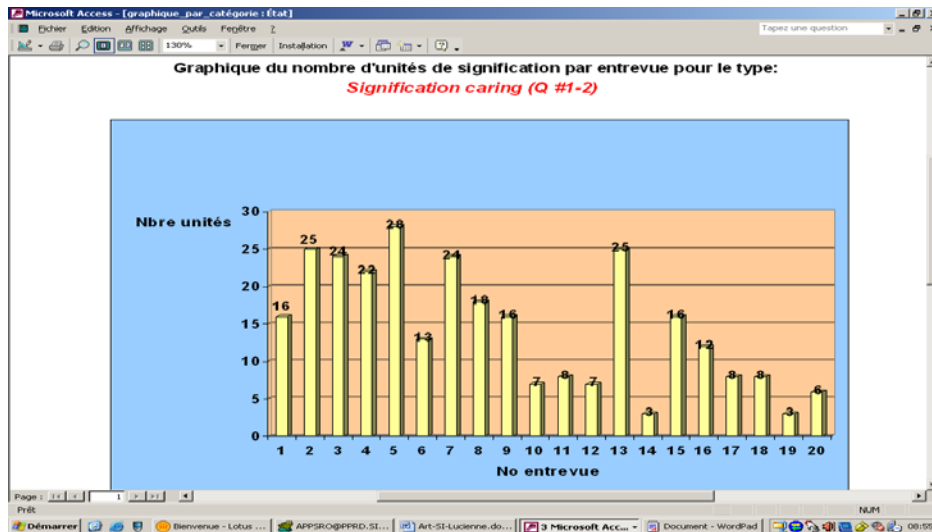 Microsoft Access - [graphique_par_catégorie : État]
Fichier Edition Affichage Outils Fenêtre ?
Tapez une question
130% Fermer Installation
Graphique du nombre d'unités de signification par entrevue pour le type:
Signification caring (Q #1-2)
Nbre unités
30
25
20
15
10
5
0
16 25 24 22 28 13 24 18 16 7 8 7 25 3 16 12 8 8 3 6
1 2 3 4 5 6 7 8 9 10 11 12 13 14 15 16 17 18 19 20
No entrevue
Page : 1
Prêt
NUM
Démarrer Bienvenue - Lotus ... APPSRO@PPRD.SI... Art-SI-Lucienne.do... 3 Microsoft Acc... Document - WordPad 08:55